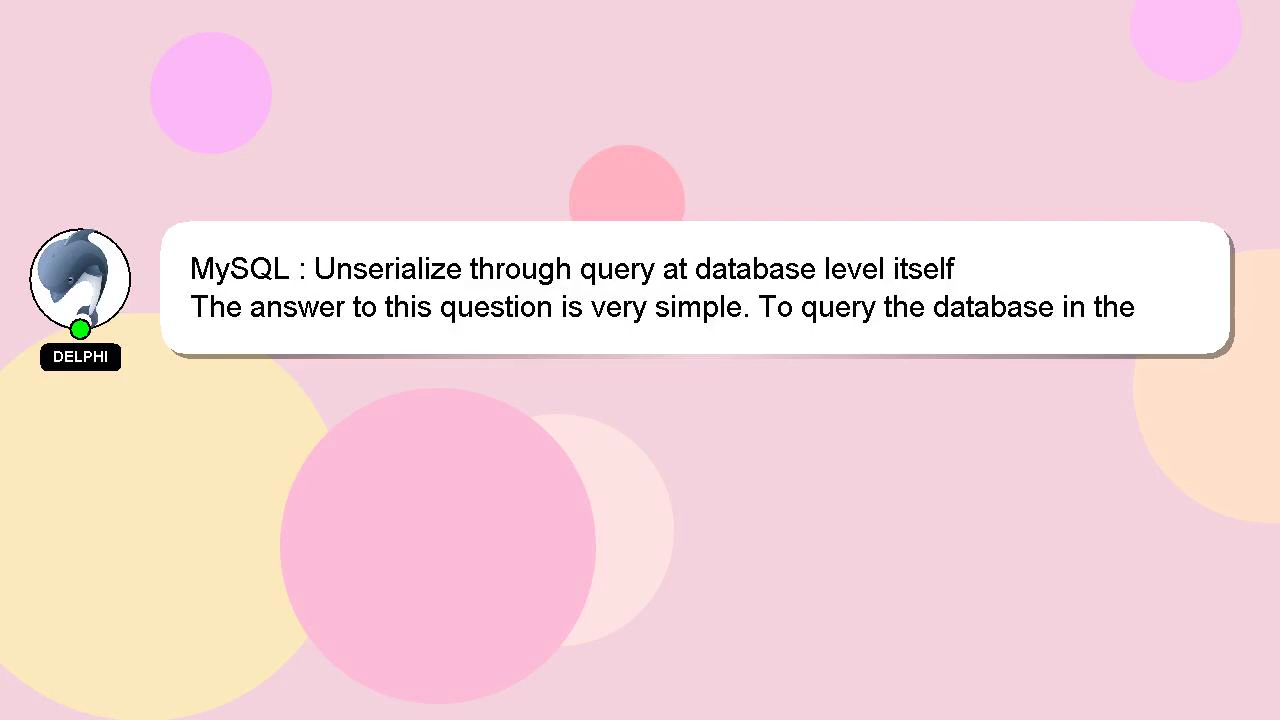 MySQL : Unserialize through query at database level itself
The answer to this question is very simple. To query the database in the
DELPHI